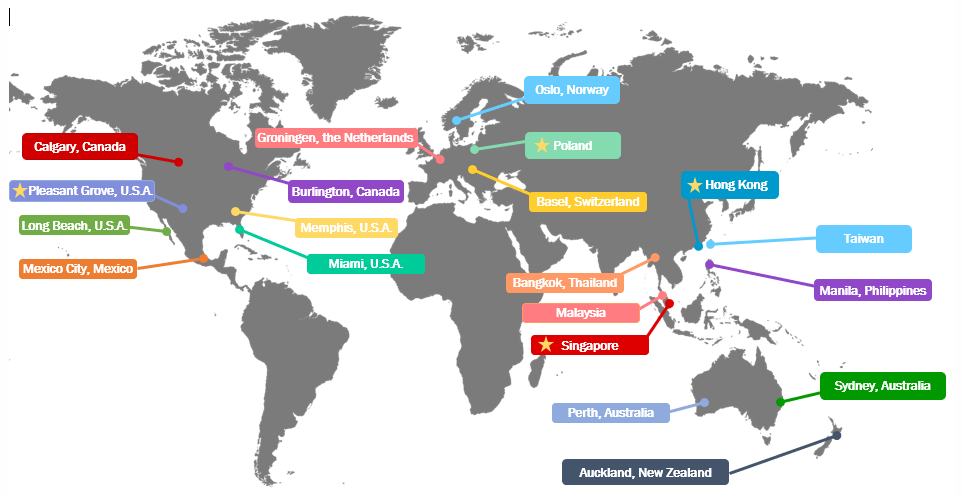 Oslo, Norway
Groningen, the Netherlands
Calgary, Canada
Poland
Pleasant Grove, U.S.A.
Burlington, Canada
Hong Kong
Basel, Switzerland
Long Beach, U.S.A.
Memphis, U.S.A.
Taiwan
Mexico City, Mexico
Miami, U.S.A.
Bangkok, Thailand
Manila, Philippines
Malaysia
Singapore
Sydney, Australia
Perth, Australia
Auckland, New Zealand